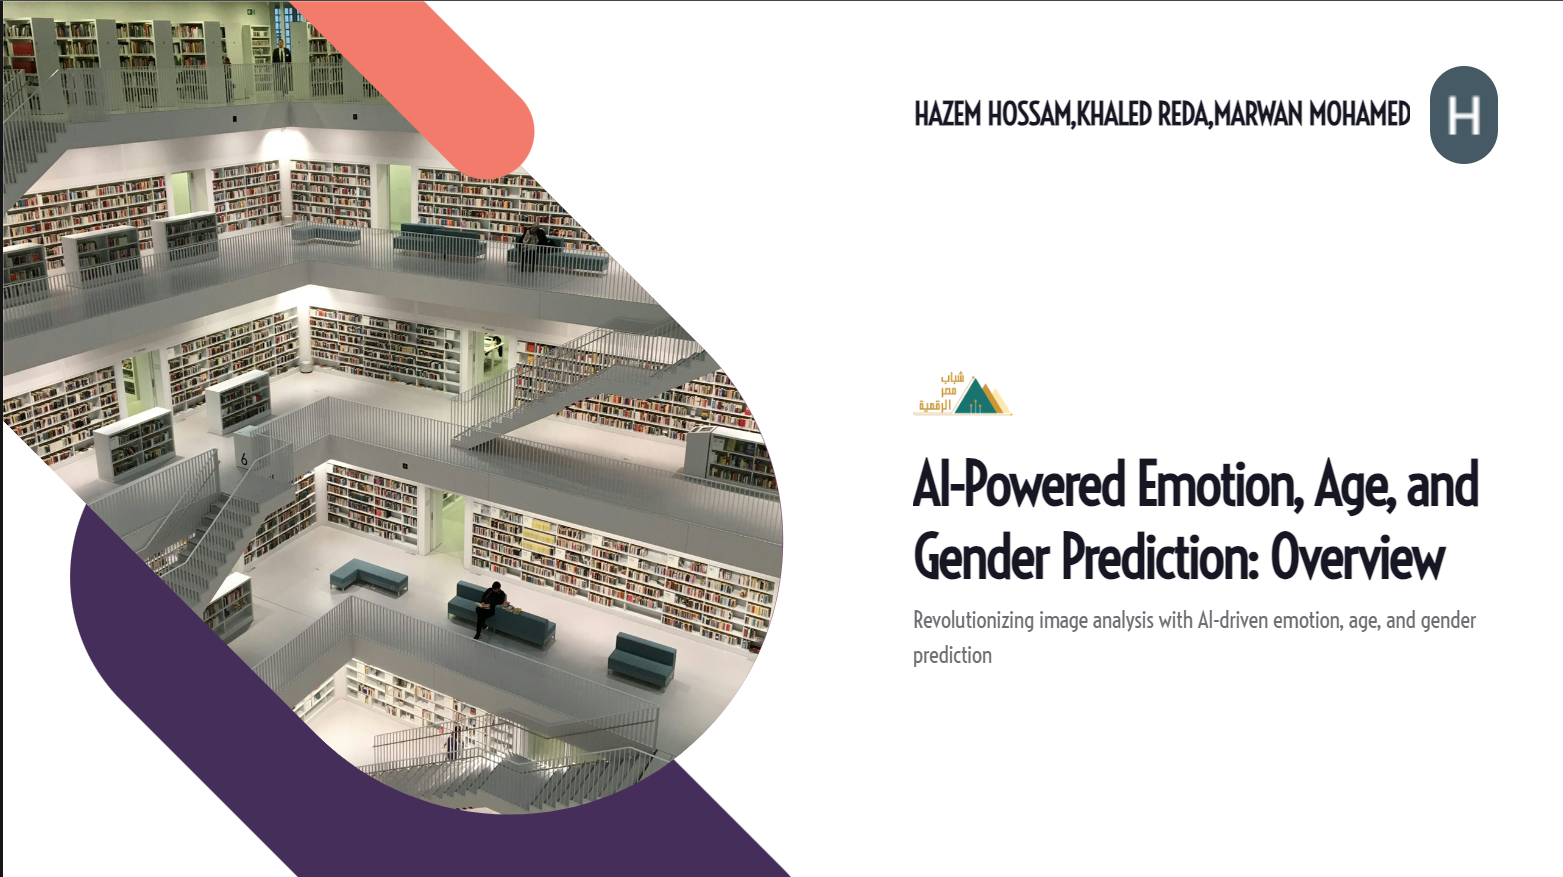 HAZEM HOSSAM,KHALED REDA,MARWAN MOHAMED
H
شباب
مصر
الرقمية
AI-Powered Emotion, Age, and
Gender Prediction: Overview
Revolutionizing image analysis with AI-driven emotion, age, and gender
prediction
6